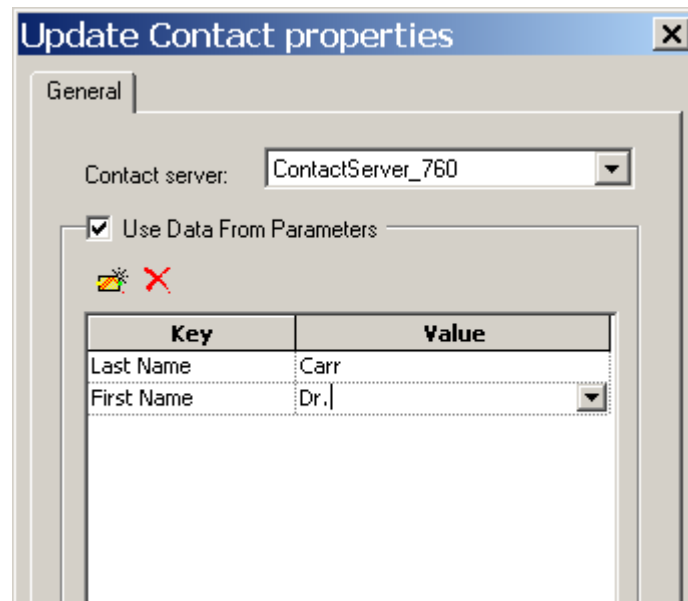 Update Contact properties
General
Contact server: ContactServer_760
Use Data From Parameters
Key Value
Last Name Carr
First Name Dr.